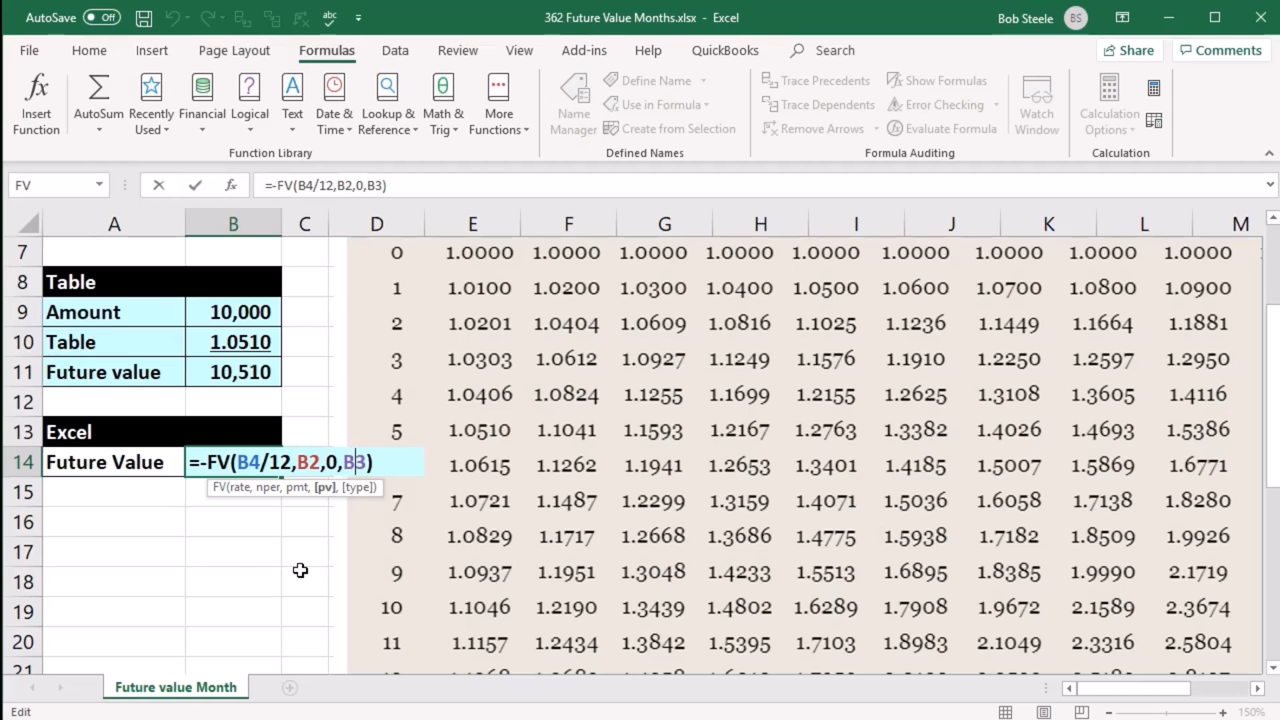 AutoSave Off
362 Future Value Months.xlsx - Excel
Bob Steele BS
File Home Insert Page Layout Formulas Data Review View Add-ins Help QuickBooks Search Share Comments
Insert Function
AutoSum
Recently Used
Financial
Logical
Text
Date & Time
Lookup & Reference
Math & Trig
More Functions
Function Library
Name Manager
Define Name
Use in Formula
Create from Selection
Defined Names
Trace Precedents
Trace Dependents
Remove Arrows
Show Formulas
Error Checking
Evaluate Formula
Watch Window
Formula Auditing
Calculation Options
Calculation
FV fx =-FV(B4/12,B2,0,B3)
A B C D E F G H I J K L M
7 0 1.0000 1.0000 1.0000 1.0000 1.0000 1.0000 1.0000 1.0000 1.0000
8 Table 1 1.0100 1.0200 1.0300 1.0400 1.0500 1.0600 1.0700 1.0800 1.0900
9 Amount 10,000 2 1.0201 1.0404 1.0609 1.0816 1.1025 1.1236 1.1449 1.1664 1.1881
10 Table 1.0510 3 1.0303 1.0612 1.0927 1.1249 1.1576 1.1910 1.2250 1.2597 1.2950
11 Future value 10,510 4 1.0406 1.0824 1.1255 1.1699 1.2155 1.2625 1.3108 1.3605 1.4116
12
13 Excel 5 1.0510 1.1041 1.1593 1.2167 1.2763 1.3382 1.4026 1.4693 1.5386
14 Future Value =-FV(B4/12,B2,0,B3) 1.0615 1.1262 1.1941 1.2653 1.3401 1.4185 1.5007 1.5869 1.6771
FV(rate, nper, pmt, [pv], [type])
15 7 1.0721 1.1487 1.2299 1.3159 1.4071 1.5036 1.6058 1.7138 1.8280
16 8 1.0829 1.1717 1.2668 1.3686 1.4775 1.5938 1.7182 1.8509 1.9926
17
18 9 1.0937 1.1951 1.3048 1.4233 1.5513 1.6895 1.8385 1.9990 2.1719
19 10 1.1046 1.2190 1.3439 1.4802 1.6289 1.7908 1.9672 2.1589 2.3674
20 11 1.1157 1.2434 1.3842 1.5395 1.7103 1.8983 2.1049 2.3316 2.5804
21
Future value Month
Edit
150%